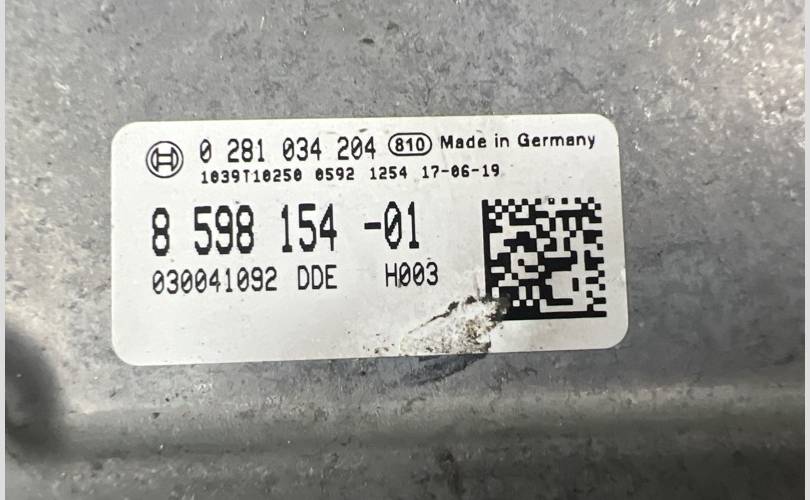 0 281 034 204 810 Made in Germany
1039T10250 0592 1254 17-06-19
8 598 154 -01
030041092 DDE H003